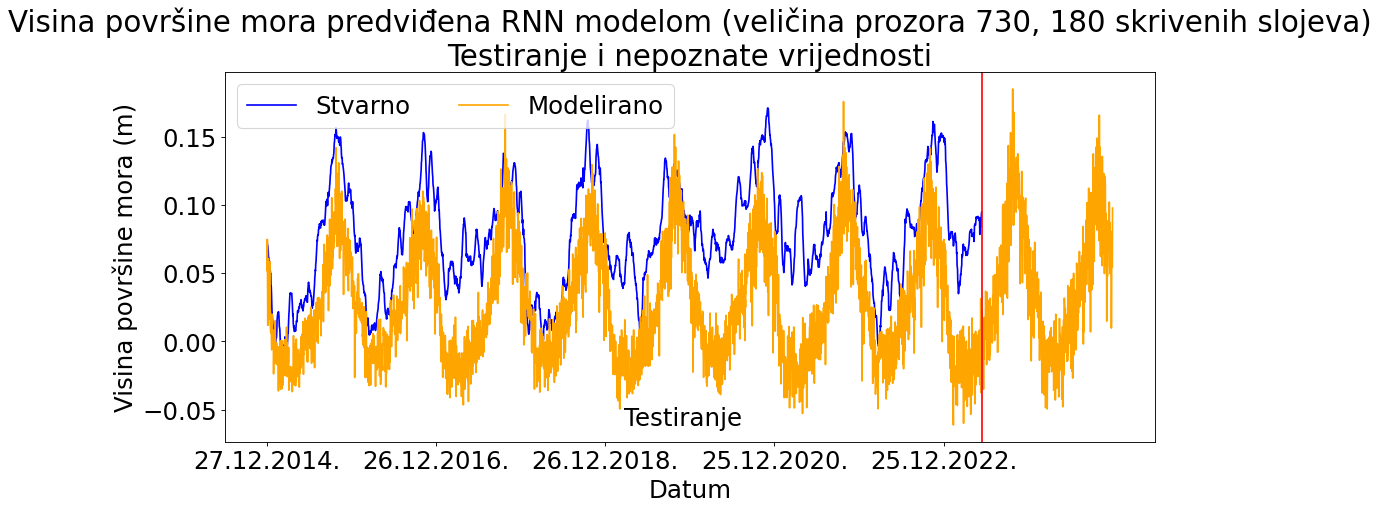 Visina površine mora predviđena RNN modelom (veličina prozora 730, 180 skrivenih slojeva)
Testiranje i nepoznate vrijednosti
Stvarno
Modelirano
Visina površine mora (m)
0.15
0.10
0.05
0.00
−0.05
Testiranje
27.12.2014.
26.12.2016.
26.12.2018.
25.12.2020.
25.12.2022.
Datum